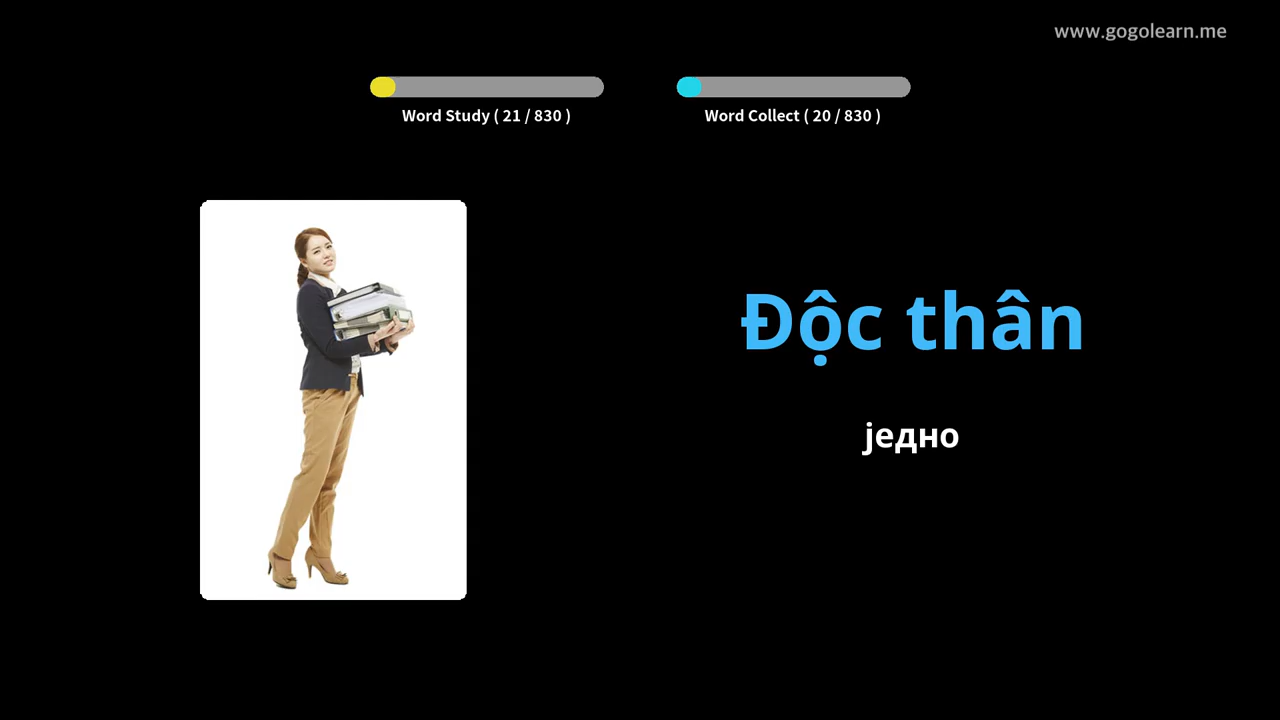 www.gogolearn.me
Word Study ( 21 / 830 )
Word Collect ( 20 / 830 )
Độc thân
једно